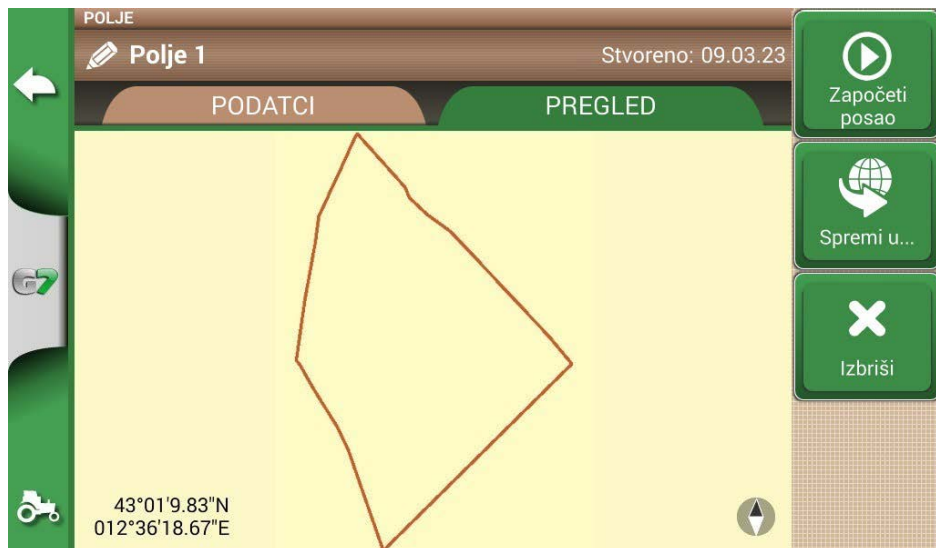 POLJE
Polje 1
Stvoreno: 09.03.23
PODATCI
PREGLED
Započeti
posao
Spremi u...
Izbriši
G7
43°01'9.83"N
012°36'18.67"E